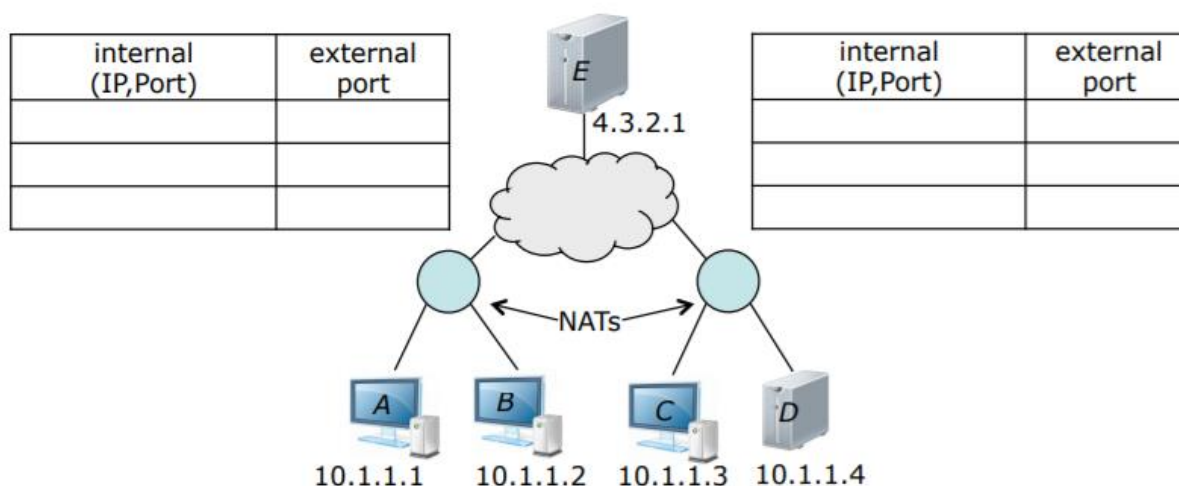 internal
(IP,Port)
external
port
E
4.3.2.1
internal
(IP,Port)
external
port
NATs
A
B
C
D
10.1.1.1
10.1.1.2
10.1.1.3
10.1.1.4